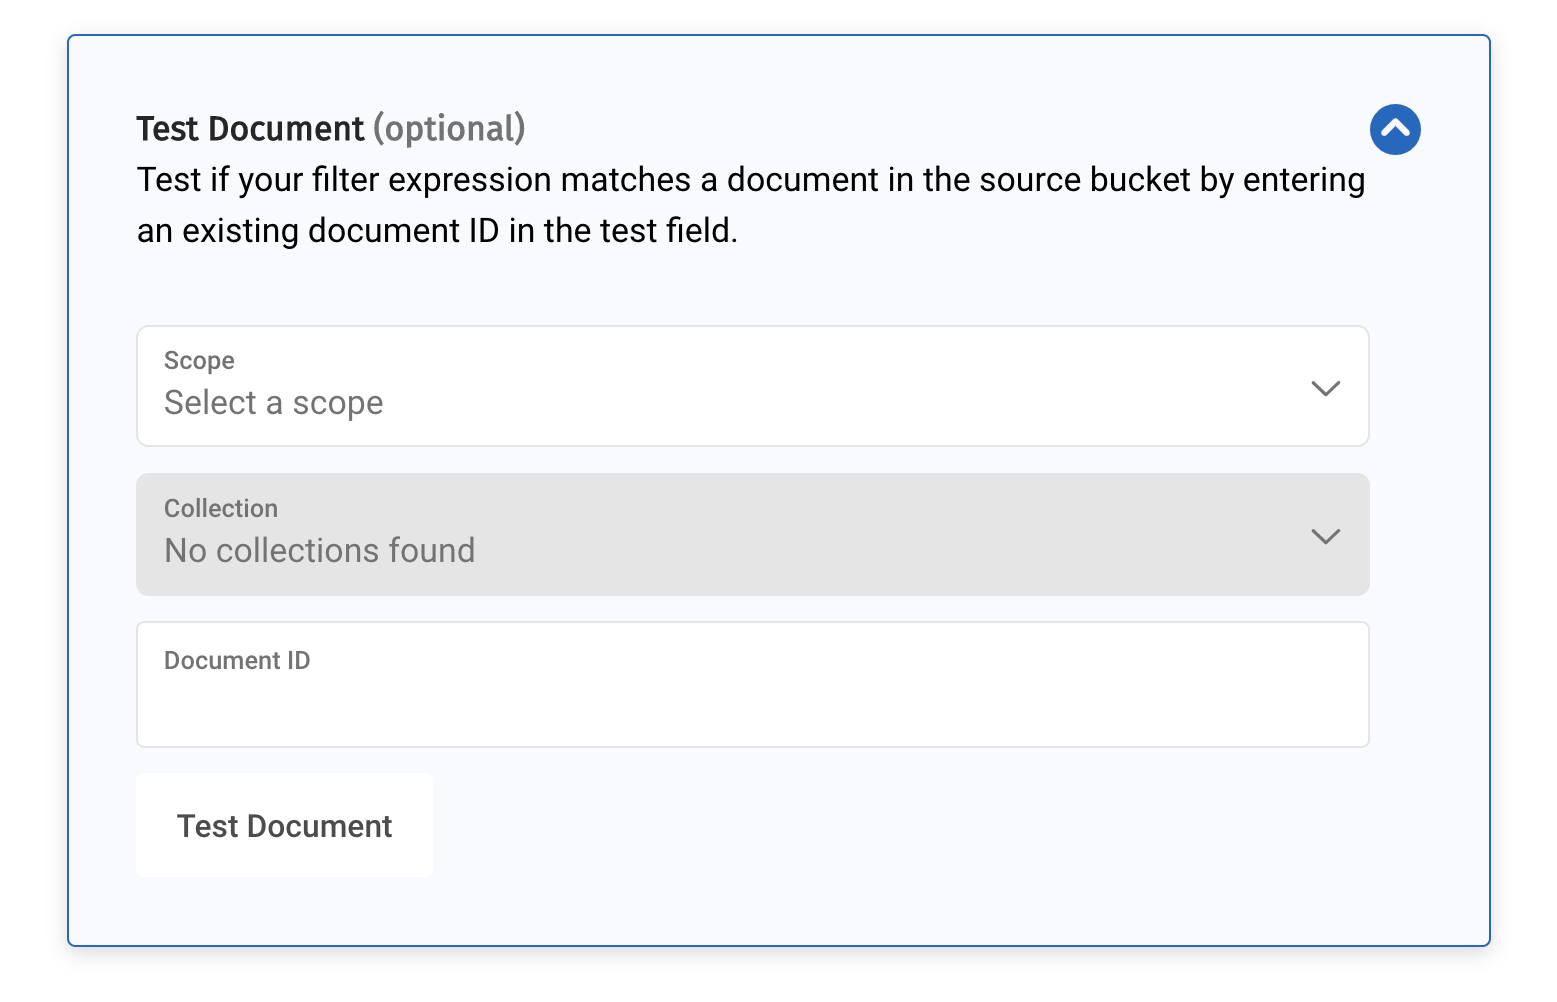 Test Document (optional)
Test if your filter expression matches a document in the source bucket by entering
an existing document ID in the test field.
Scope
Select a scope
Collection
No collections found
Document ID
Test Document